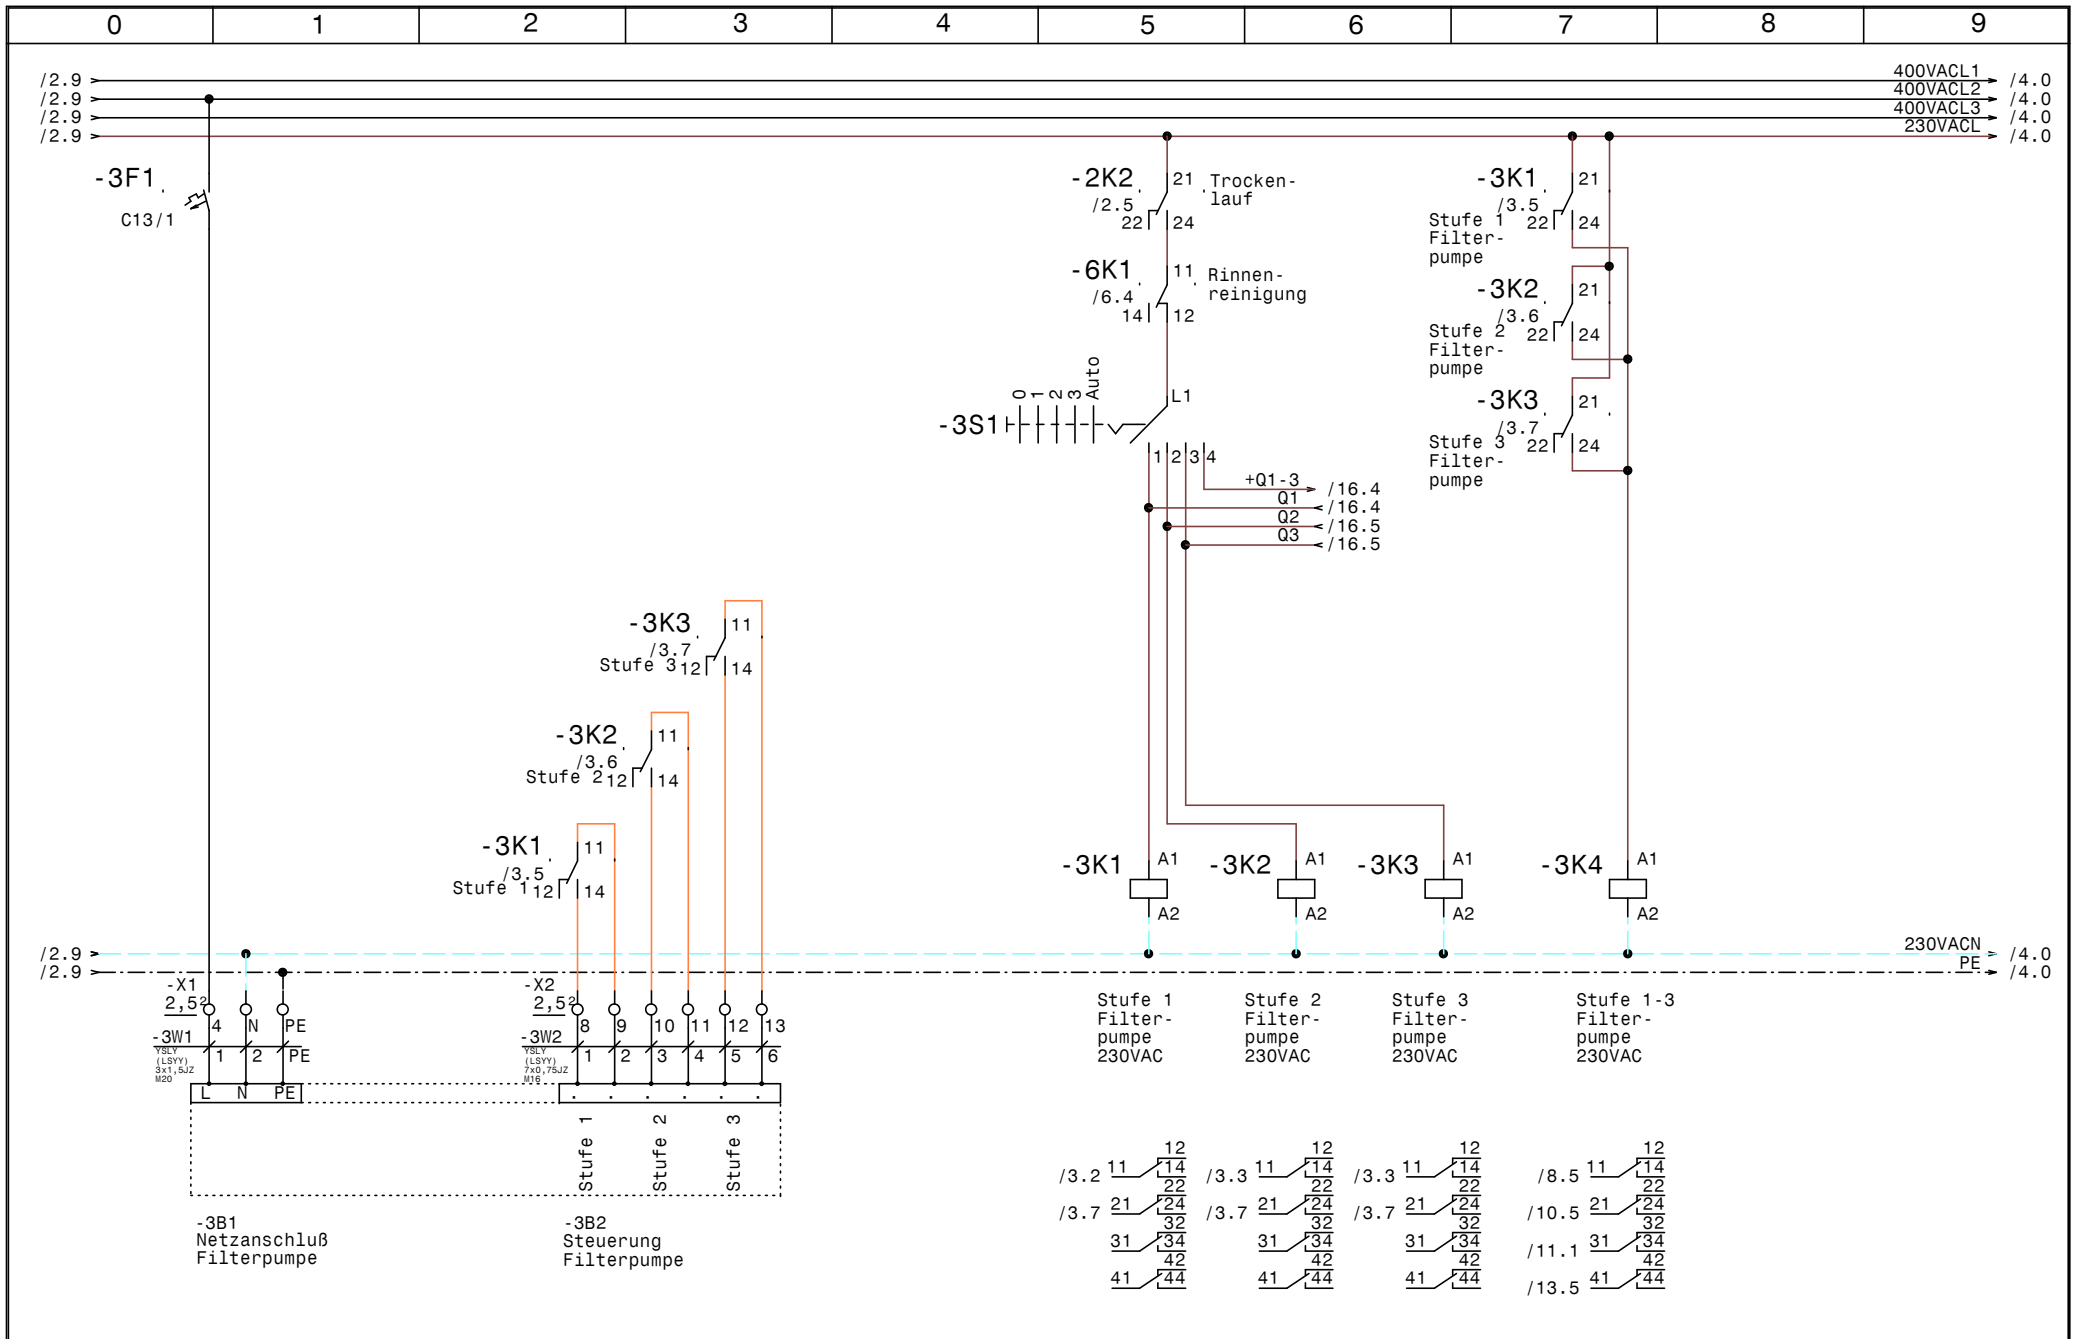 0 1 2 3 4 5 6 7 8 9
/2.9 400VACL1 /4.0
/2.9 400VACL2 /4.0
/2.9 400VACL3 /4.0
/2.9 230VACL /4.0
-3F1
C13/1
-2K2 21 Trocken-
/2.5 lauf
22 24
-6K1 11 Rinnen-
/6.4 reinigung
14 12
-3S1 0 1 2 3 Auto
L1
1 2 3 4
+Q1-3 /16.4
Q1 /16.4
Q2 /16.5
Q3 /16.5
-3K1 21
/3.5
Stufe 1 22 24
Filter-
pumpe
-3K2 21
/3.6
Stufe 2 22 24
Filter-
pumpe
-3K3 21
/3.7
Stufe 3 22 24
Filter-
pumpe
-3K3 11
/3.7
Stufe 3 12 14
-3K2 11
/3.6
Stufe 2 12 14
-3K1 11
/3.5
Stufe 1 12 14
-3K1 A1 -3K2 A1 -3K3 A1 -3K4 A1
A2 A2 A2 A2
/2.9 230VACN /4.0
/2.9 PE /4.0
-X1
2,5²
4 N PE
-3W1
YSLY
(LSYY)
3x1,5JZ
M20
1 2 PE
L N PE
-X2
2,5²
8 9 10 11 12 13
-3W2
YSLY
(LSYY)
7x0,75JZ
M16
1 2 3 4 5 6
Stufe 1
Stufe 2
Stufe 3
-3B1
Netzanschluß
Filterpumpe
-3B2
Steuerung
Filterpumpe
Stufe 1
Filter-
pumpe
230VAC
Stufe 2
Filter-
pumpe
230VAC
Stufe 3
Filter-
pumpe
230VAC
Stufe 1-3
Filter-
pumpe
230VAC
12
/3.2 11 14
22
/3.7 21 24
32
31 34
42
41 44
12
/3.3 11 14
22
/3.7 21 24
32
31 34
42
41 44
12
/3.3 11 14
22
/3.7 21 24
32
31 34
42
41 44
12
/8.5 11 14
22
/10.5 21 24
32
/11.1 31 34
42
/13.5 41 44